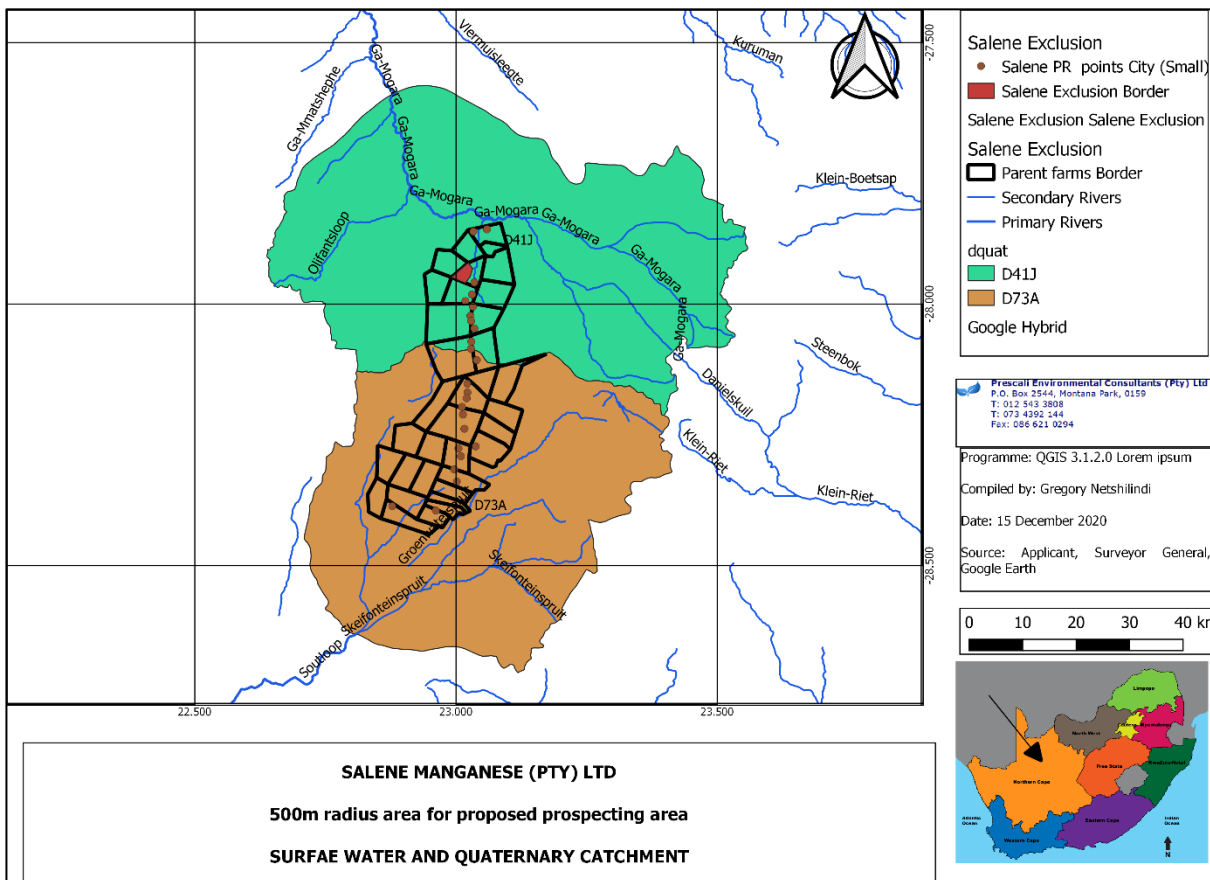 Vlermuisleegte
Kuruman
-27.500
Ga-Mogara
Ga-Mmatshephe
Ga-Mogara
Klein-Boetsap
Ga-Mogara
Ga-Mogara
Ga-Mogara
D41J
Olifantsloop
Ga-Mogara
-28.000
Ga-Mogara
Steenbok
Danielskuil
Klein-Riet
Klein-Riet
D73A
Skeifonteinspruit
-28.500
Skeifonteinspruit
Soutloop
22.500
23.000
23.500
Salene Exclusion
Salene PR points City (Small)
Salene Exclusion Border
Salene Exclusion Salene Exclusion
Salene Exclusion
Parent farms Border
Secondary Rivers
Primary Rivers
dquat
D41J
D73A
Google Hybrid
Prescali Environmental Consultants (Pty) Ltd
P.O. Box 2544, Montana Park, 0159
T: 012 543 3808
T: 073 4392 144
Fax: 086 621 0294
Programme: QGIS 3.1.2.0 Lorem ipsum
Compiled by: Gregory Netshilindi
Date: 15 December 2020
Source: Applicant, Surveyor General,
Google Earth
0 10 20 30 40 km
Limpopo
North West
Free State
Northern Cape
Eastern Cape
Western Cape
Atlantic
Ocean
Indian
Ocean
N
SALENE MANGANESE (PTY) LTD
500m radius area for proposed prospecting area
SURFAE WATER AND QUATERNARY CATCHMENT